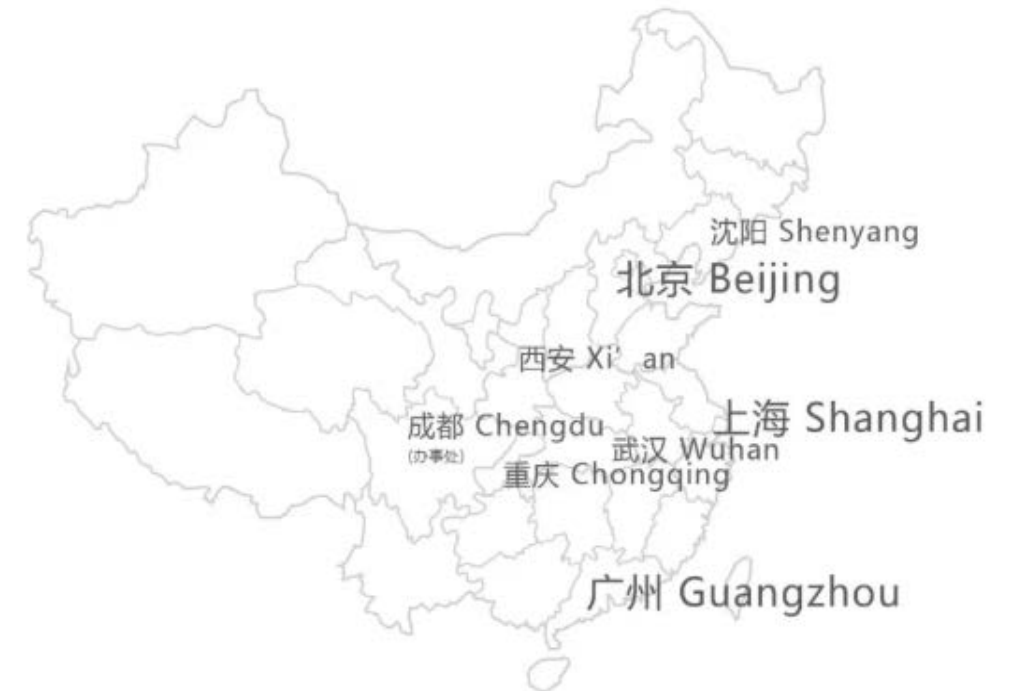 沈阳 Shenyang
北京 Beijing
西安 Xi’ an
上海 Shanghai
成都 Chengdu
(办事处)
武汉 Wuhan
重庆 Chongqing
广州 Guangzhou